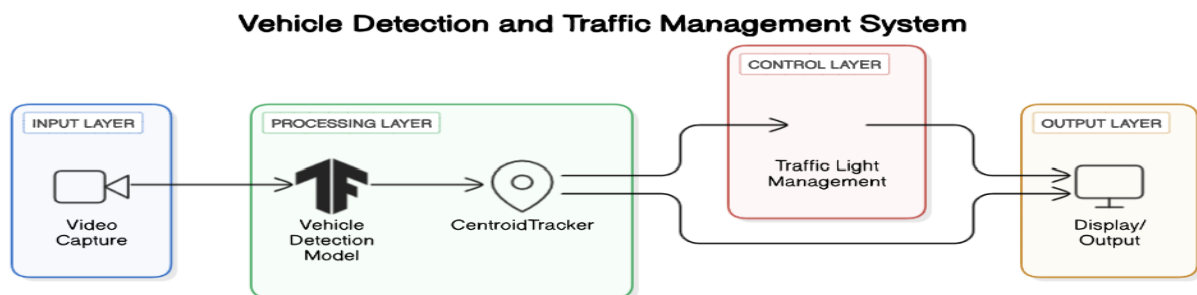 Vehicle Detection and Traffic Management System
CONTROL LAYER
INPUT LAYER
PROCESSING LAYER
OUTPUT LAYER
Traffic Light
Management
Video
Capture
Vehicle
Detection
Model
CentroidTracker
Display/
Output